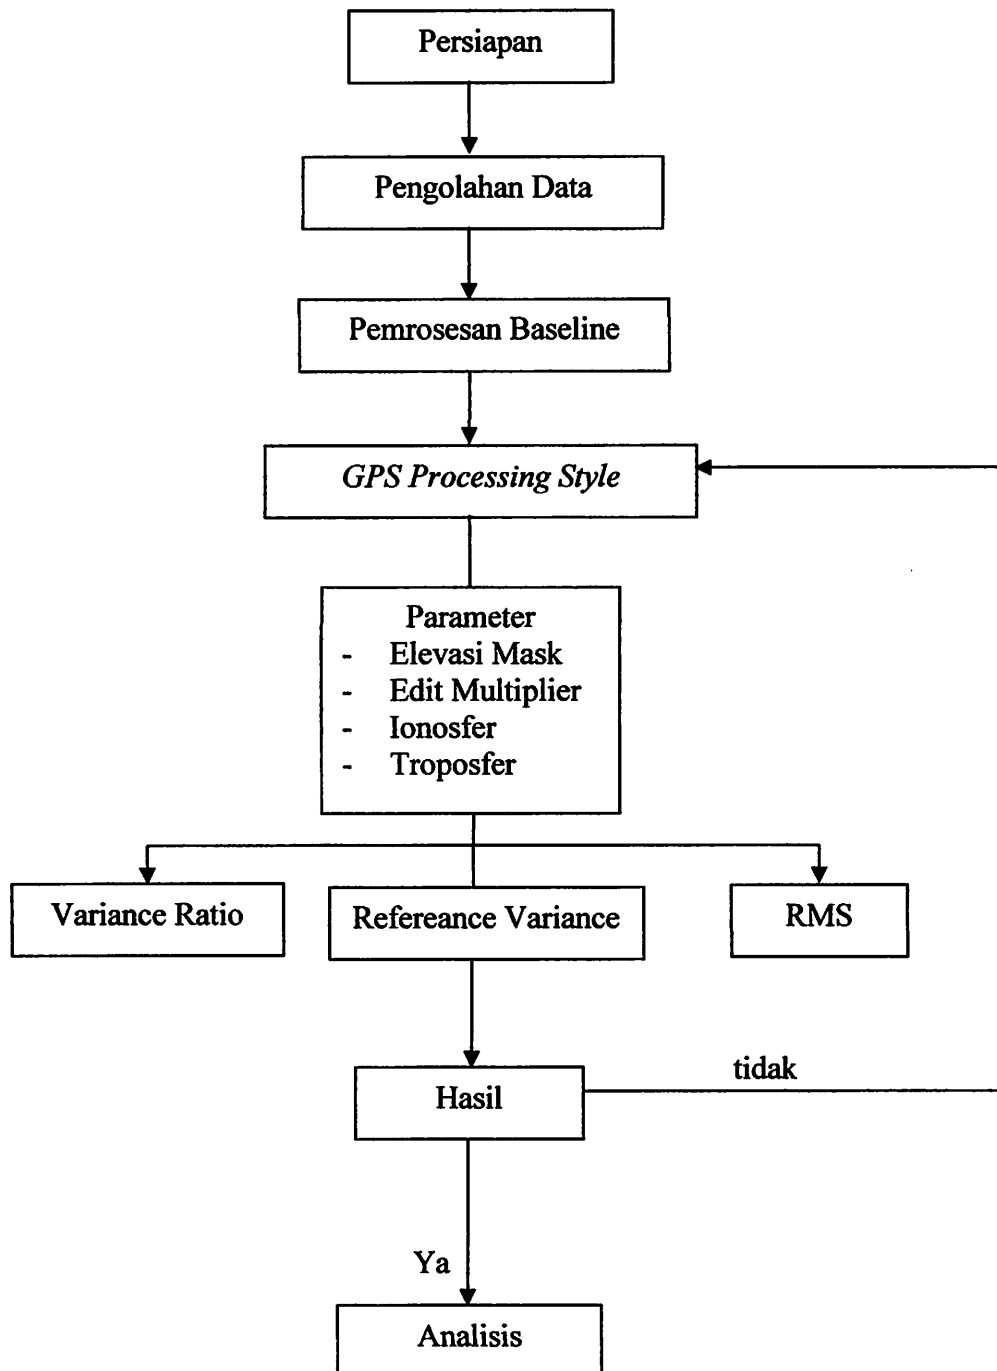 Persiapan
Pengolahan Data
Pemrosesan Baseline
GPS Processing Style
Parameter
- Elevasi Mask
- Edit Multiplier
- Ionosfer
- Troposfer
Variance Ratio
Refereance Variance
RMS
tidak
Hasil
Ya
Analisis